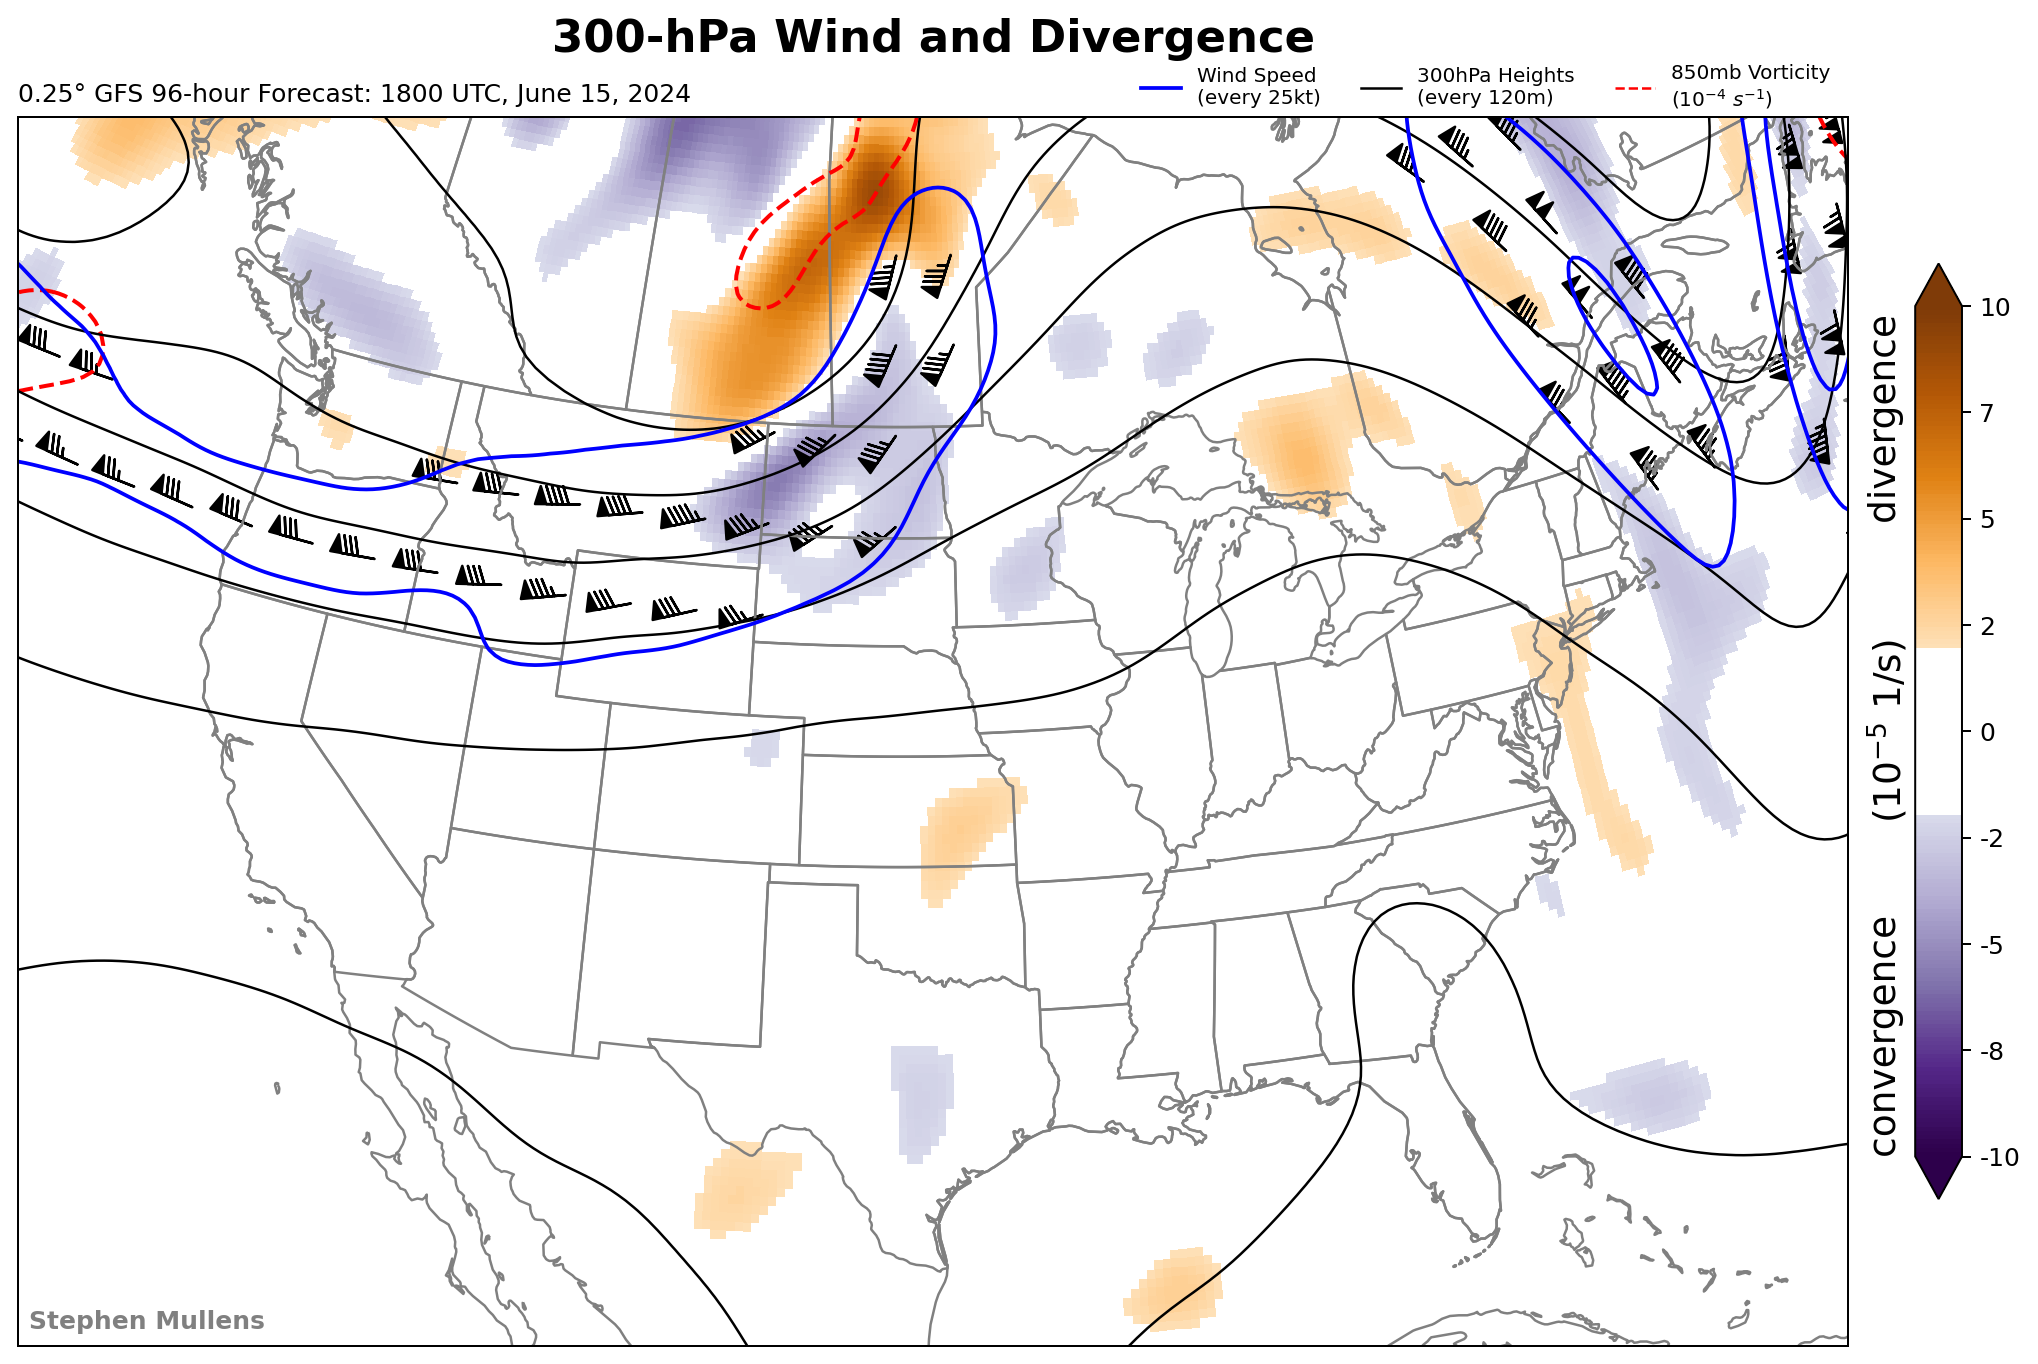 300-hPa Wind and Divergence
0.25° GFS 96-hour Forecast: 1800 UTC, June 15, 2024
Wind Speed
(every 25kt)
300hPa Heights
(every 120m)
850mb Vorticity
(10⁻⁴ s⁻¹)
10
7
5
2
0
-2
-5
-8
-10
divergence
(10⁻⁵ 1/s)
convergence
Stephen Mullens